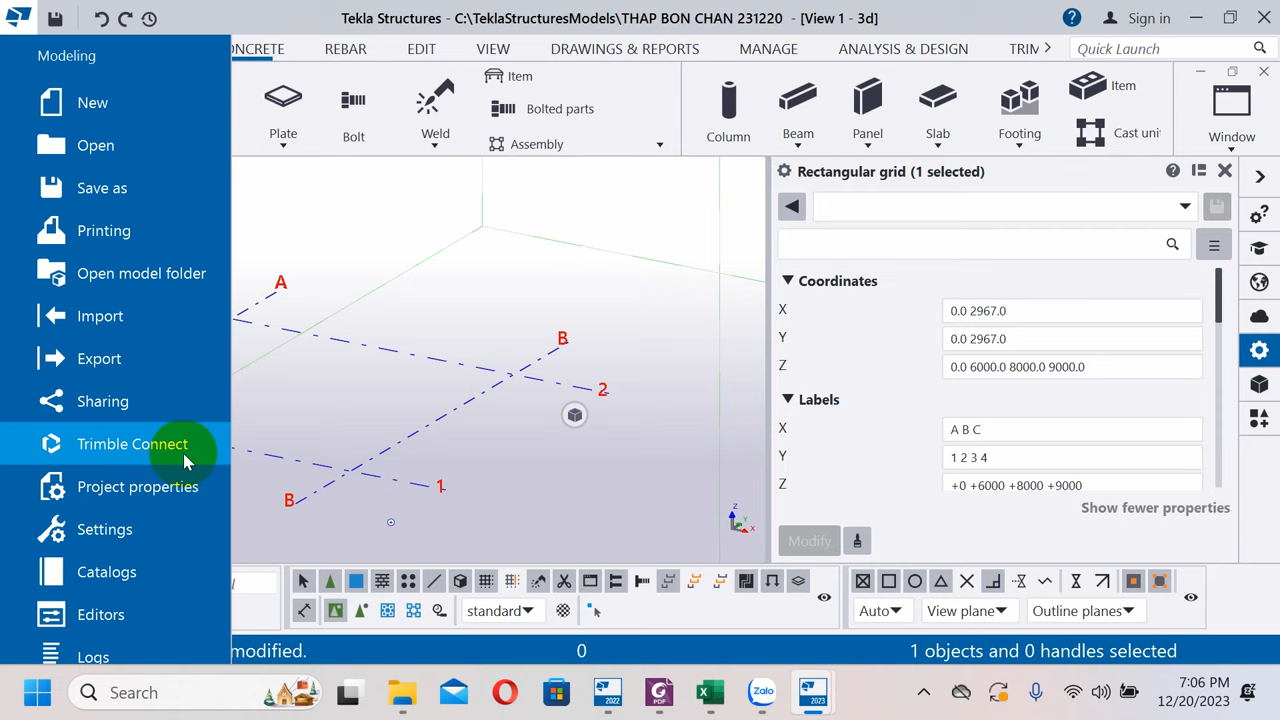 Tekla Structures - C:\TeklaStructuresModels\THAP BON CHAN 231220 - [View 1 - 3d]
Sign in
Modeling
ONCRETE
REBAR
EDIT
VIEW
DRAWINGS & REPORTS
MANAGE
ANALYSIS & DESIGN
TRIM
Quick Launch
New
Open
Save as
Printing
Open model folder
Import
Export
Sharing
Trimble Connect
Project properties
Settings
Catalogs
Editors
Logs
Plate
Bolt
Weld
Item
Bolted parts
Assembly
Column
Beam
Panel
Slab
Footing
Item
Cast uni
Window
A
B
2
B
1
Z
Y
X
Rectangular grid (1 selected)
Coordinates
X
0.0 2967.0
Y
0.0 2967.0
Z
0.0 6000.0 8000.0 9000.0
Labels
X
A B C
Y
1 2 3 4
Z
+0 +6000 +8000 +9000
Show fewer properties
Modify
standard
Auto
View plane
Outline planes
modified.
0
1 objects and 0 handles selected
Search
2022
PDF
Zalo
2023
7:06 PM
12/20/2023